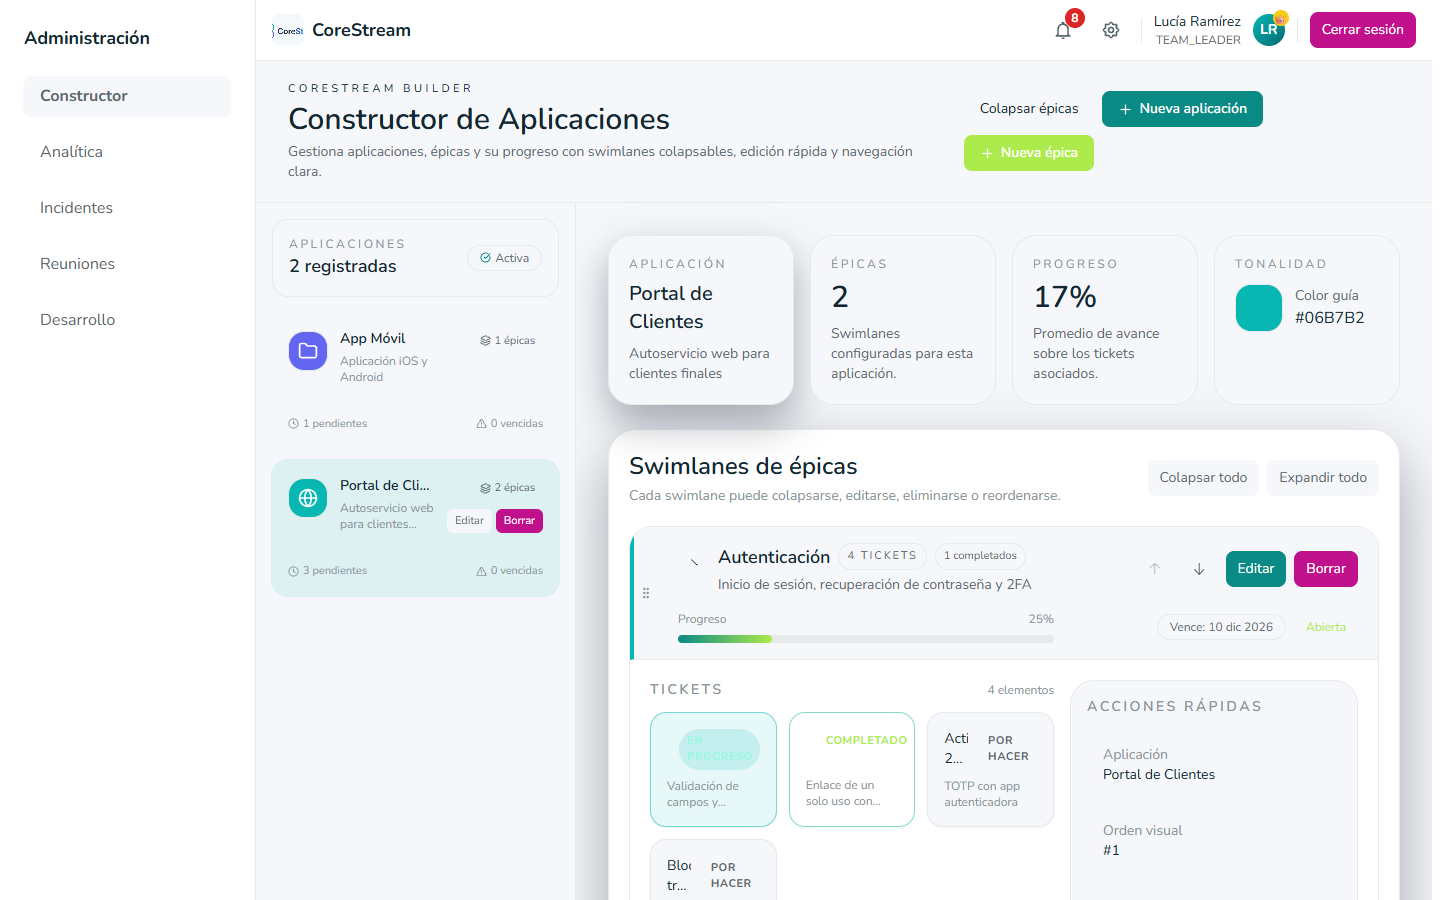 Administración
Constructor
Analítica
Incidentes
Reuniones
Desarrollo
CoreSt
CoreStream
8
Lucía Ramírez
TEAM_LEADER
LR
Cerrar sesión
CORESTREAM BUILDER
Constructor de Aplicaciones
Gestiona aplicaciones, épicas y su progreso con swimlanes colapsables, edición rápida y navegación
clara.
Colapsar épicas
Nueva aplicación
Nueva épica
APLICACIONES
2 registradas
Activa
App Móvil
1 épicas
Aplicación iOS y
Android
1 pendientes
0 vencidas
Portal de Cli...
2 épicas
Autoservicio web
para clientes...
Editar
Borrar
3 pendientes
0 vencidas
APLICACIÓN
Portal de
Clientes
Autoservicio web para
clientes finales
ÉPICAS
2
Swimlanes
configuradas para esta
aplicación.
PROGRESO
17%
Promedio de avance
sobre los tickets
asociados.
TONALIDAD
Color guía
#06B7B2
Swimlanes de épicas
Cada swimlane puede colapsarse, editarse, eliminarse o reordenarse.
Colapsar todo
Expandir todo
Autenticación
4 TICKETS
1 completados
Inicio de sesión, recuperación de contraseña y 2FA
Editar
Borrar
Progreso
25%
Vence: 10 dic 2026
Abierta
TICKETS
4 elementos
EN
PROGRESO
Validación de
campos y...
COMPLETADO
Enlace de un
solo uso con...
Acti
2...
POR
HACER
TOTP con app
autenticadora
Bloc
tr...
POR
HACER
ACCIONES RÁPIDAS
Aplicación
Portal de Clientes
Orden visual
#1